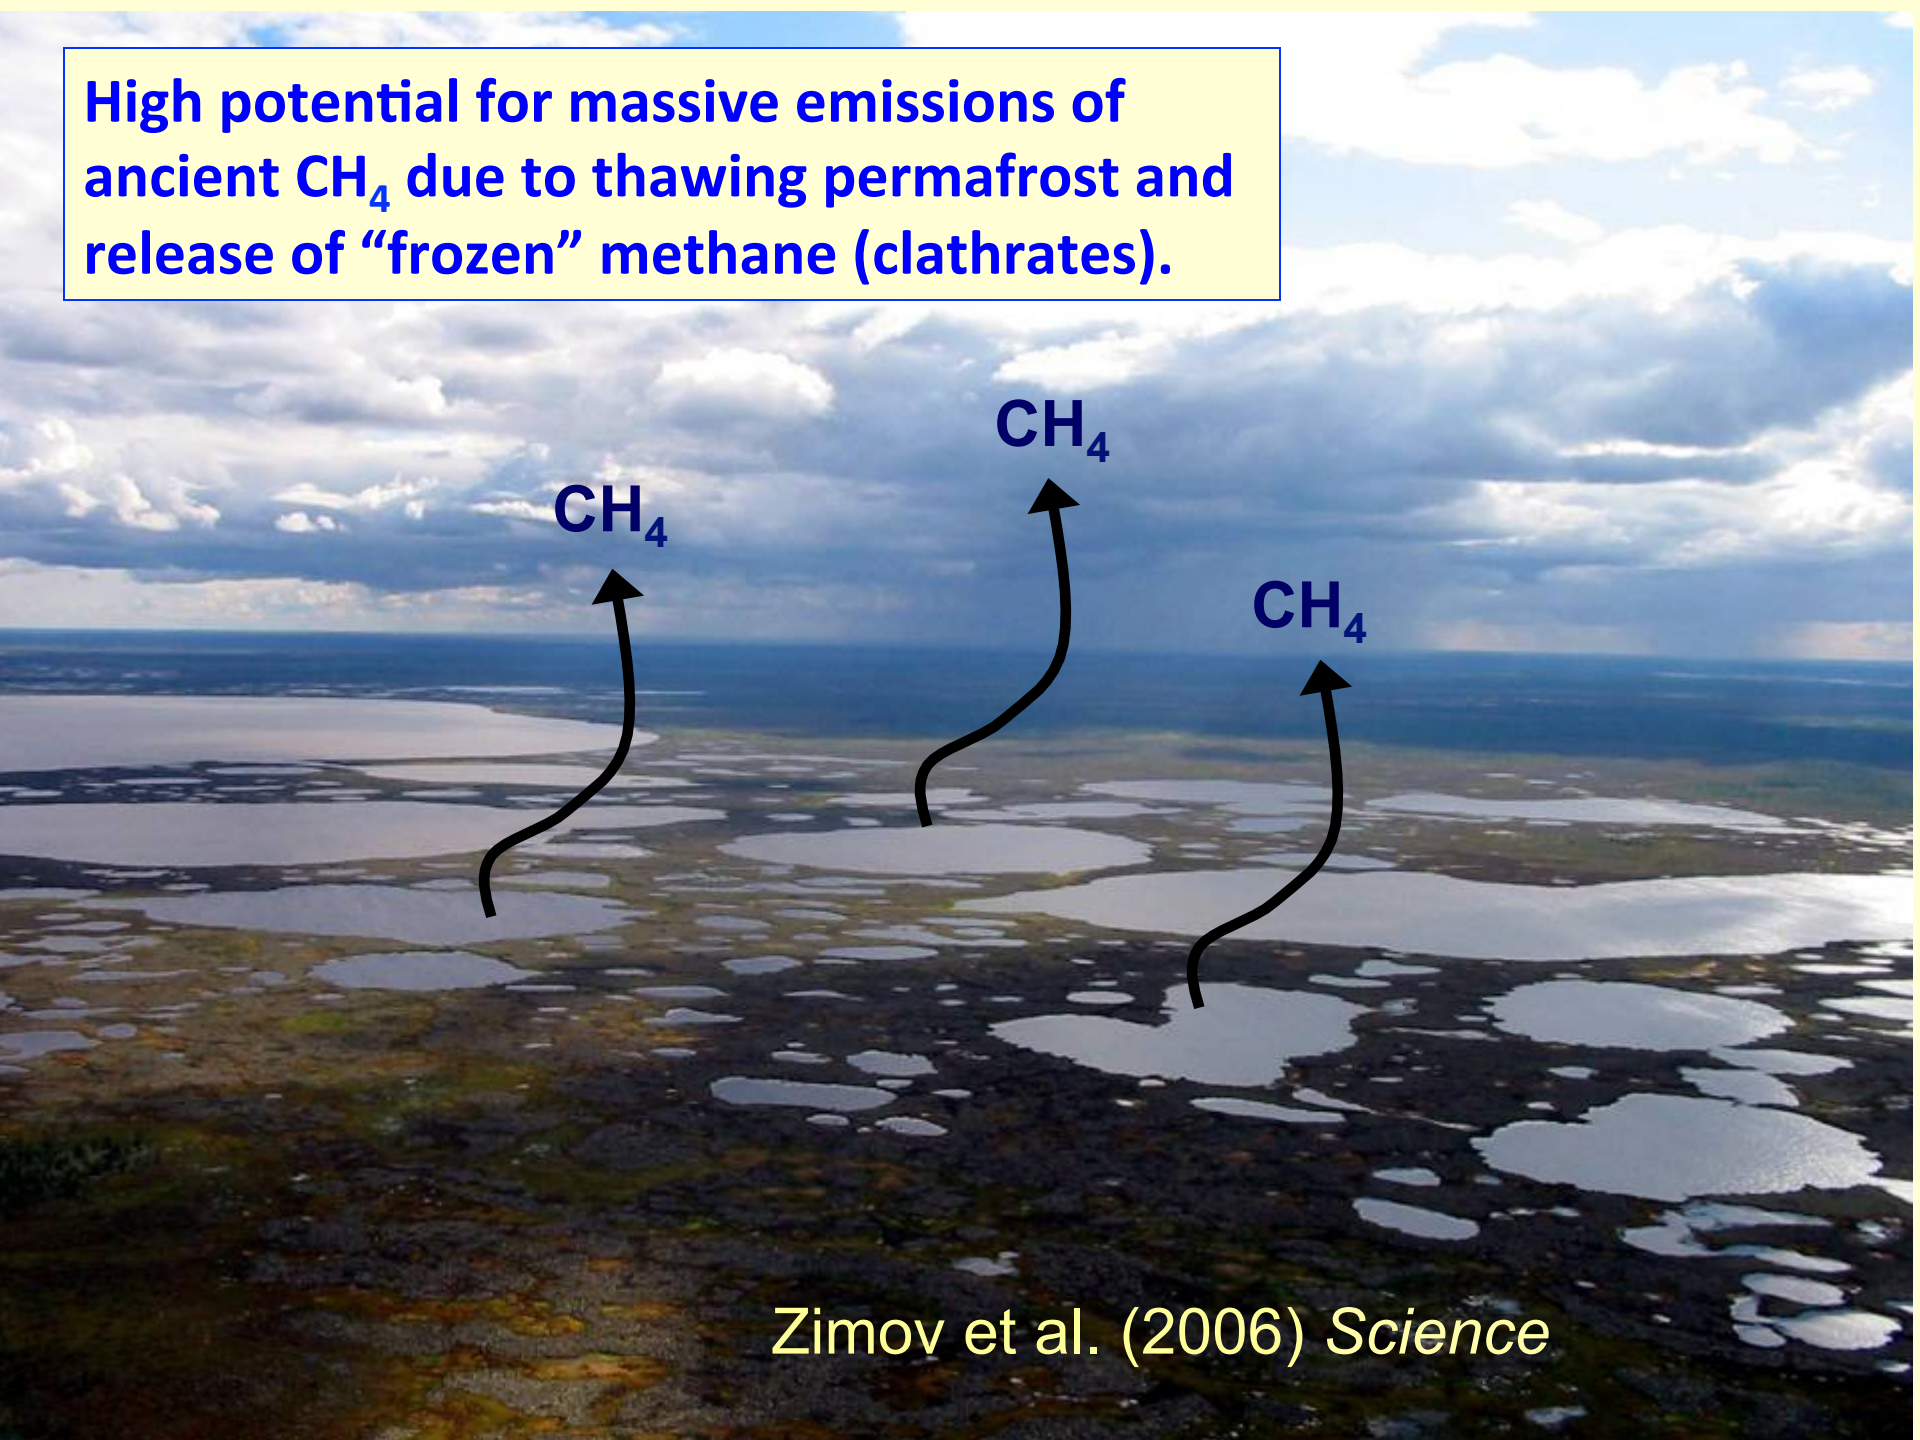 High potential for massive emissions of
ancient CH₄ due to thawing permafrost and
release of “frozen” methane (clathrates).
CH₄
CH₄
CH₄
Zimov et al. (2006) Science